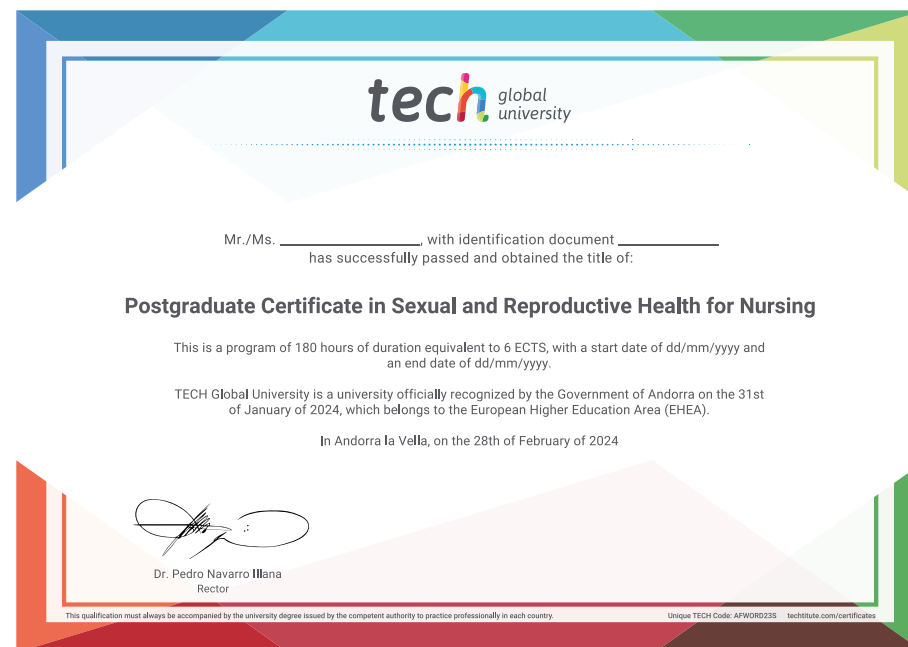 tech global
university
Mr./Ms. ____________________, with identification document ______________
has successfully passed and obtained the title of:
Postgraduate Certificate in Sexual and Reproductive Health for Nursing
This is a program of 180 hours of duration equivalent to 6 ECTS, with a start date of dd/mm/yyyy and
an end date of dd/mm/yyyy.
TECH Global University is a university officially recognized by the Government of Andorra on the 31st
of January of 2024, which belongs to the European Higher Education Area (EHEA).
In Andorra la Vella, on the 28th of February of 2024
Dr. Pedro Navarro Illana
Rector
This qualification must always be accompanied by the university degree issued by the competent authority to practice professionally in each country.
Unique TECH Code: AFWORD23S techtitute.com/certificates